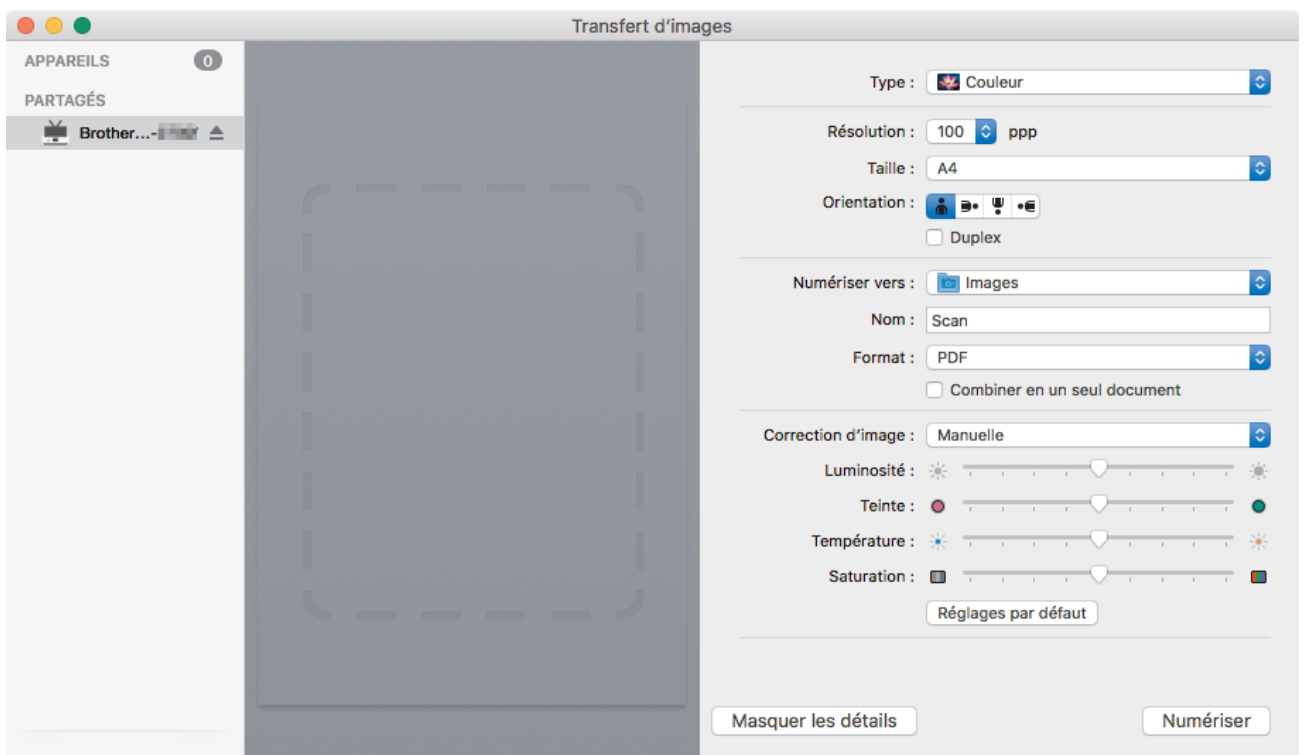 Transfert d'images
APPAREILS 0
PARTAGÉS
Brother...-
Type : Couleur
Résolution : 100 ppp
Taille : A4
Orientation :
Duplex
Numériser vers : Images
Nom : Scan
Format : PDF
Combiner en un seul document
Correction d'image : Manuelle
Luminosité :
Teinte :
Température :
Saturation :
Réglages par défaut
Masquer les détails Numériser